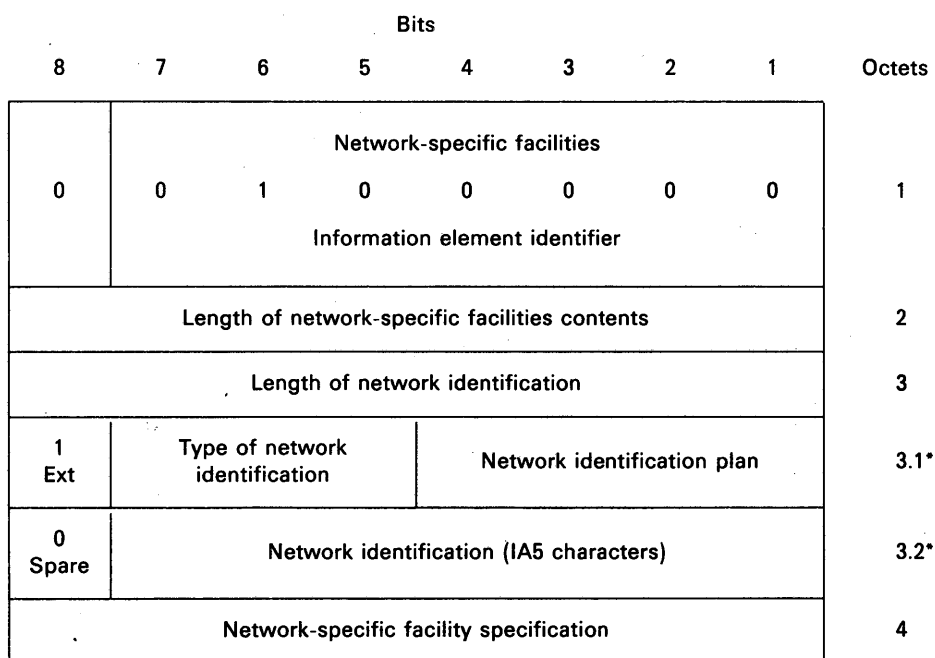 Bits
8 7 6 5 4 3 2 1 Octets
Network-specific facilities
0 0 1 0 0 0 0 0 1
Information element identifier
Length of network-specific facilities contents 2
Length of network identification 3
1 Ext Type of network identification Network identification plan 3.1*
0 Spare Network identification (IA5 characters) 3.2*
Network-specific facility specification 4